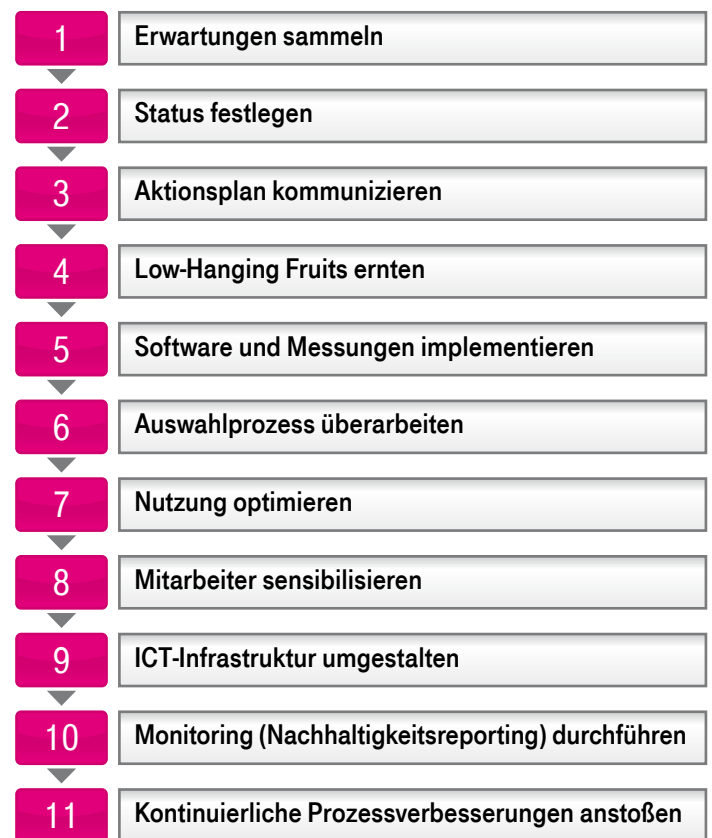 1 Erwartungen sammeln
2 Status festlegen
3 Aktionsplan kommunizieren
4 Low-Hanging Fruits ernten
5 Software und Messungen implementieren
6 Auswahlprozess überarbeiten
7 Nutzung optimieren
8 Mitarbeiter sensibilisieren
9 ICT-Infrastruktur umgestalten
10 Monitoring (Nachhaltigkeitsreporting) durchführen
11 Kontinuierliche Prozessverbesserungen anstoßen